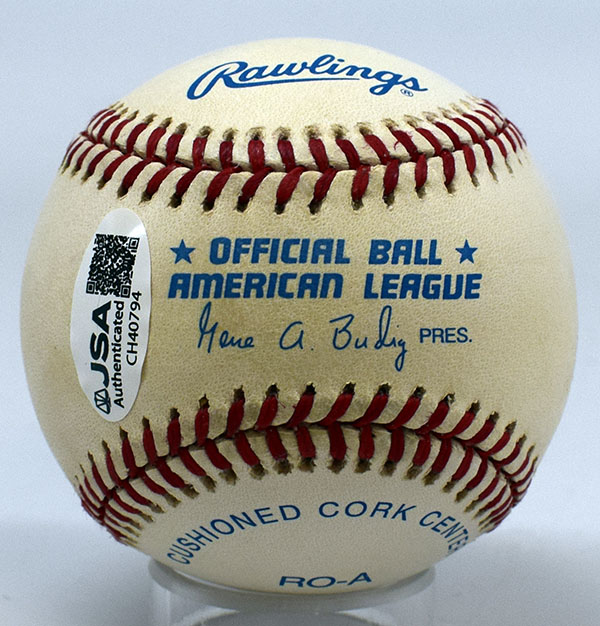 Rawlings®
★ OFFICIAL BALL ★
AMERICAN LEAGUE
Gene A. Budig PRES.
JSA
Authenticated
CH40794
CUSHIONED CORK CENTER
RO-A